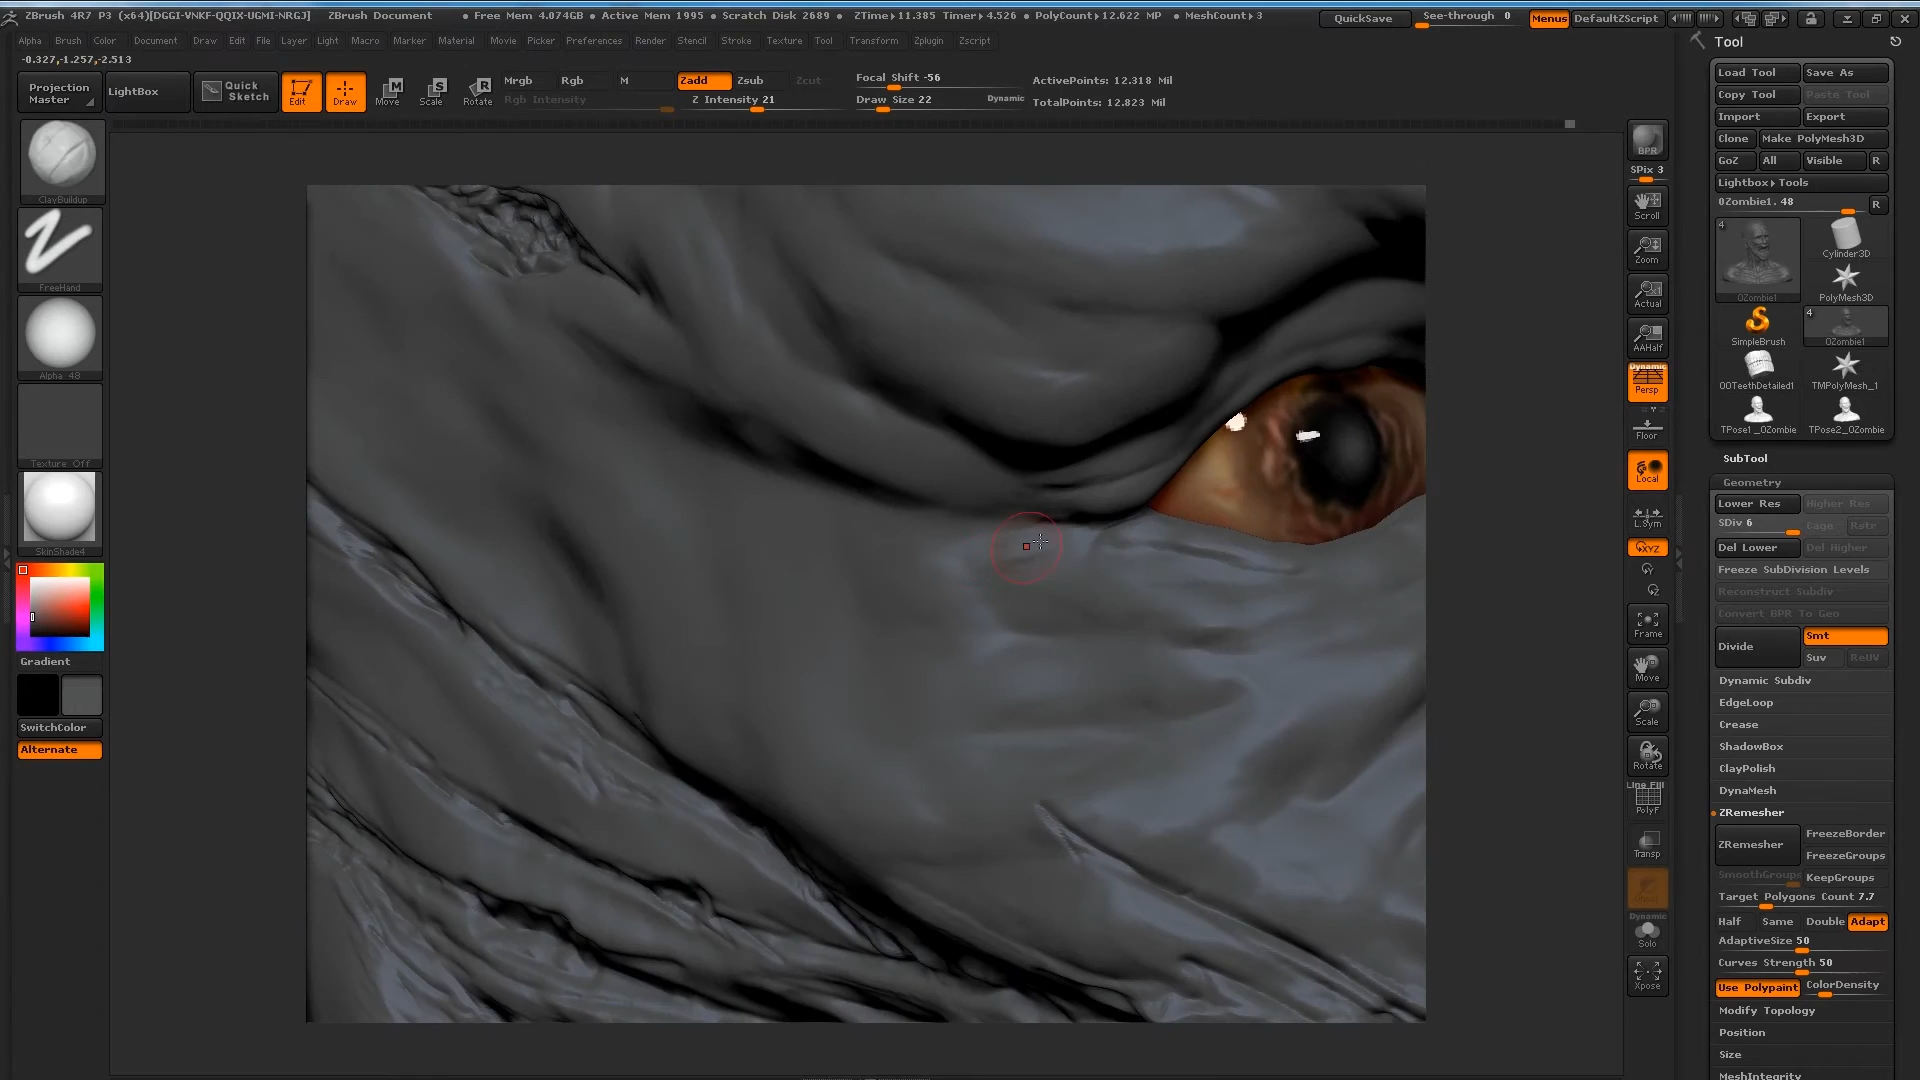 ZBrush 4R7 P3 (x64)[DGGI-VNKF-QQIX-UGMI-NRGJ] ZBrush Document • Free Mem 4.074GB • Active Mem 1995 • Scratch Disk 2689 • ZTime▸11.385 Timer▸4.526 • PolyCount▸12.622 MP • MeshCount▸3 QuickSave See-through 0 Menus DefaultZScript
Alpha Brush Color Document Draw Edit File Layer Light Macro Marker Material Movie Picker Preferences Render Stencil Stroke Texture Tool Transform Zplugin Zscript
-0.327,-1.257,-2.513
Projection Master
LightBox
Quick Sketch
Edit
Draw
Move
Scale
Rotate
Mrgb Rgb M Zadd Zsub Zcut
Rgb Intensity Z Intensity 21
Focal Shift -56
Draw Size 22 Dynamic
ActivePoints: 12.318 Mil
TotalPoints: 12.823 Mil
ClayBuildup
FreeHand
Alpha 48
Texture Off
SkinShade4
Gradient
SwitchColor
Alternate
BPR
SPix 3
Scroll
Zoom
Actual
AAHalf
Dynamic
Persp
Floor
Local
L.Sym
XYZ
Y
Z
Frame
Move
Scale
Rotate
Line Fill
PolyF
Transp
Dynamic
Solo
Xpose
Tool
Load Tool Save As
Copy Tool Paste Tool
Import Export
Clone Make PolyMesh3D
GoZ All Visible R
Lightbox▸Tools
0Zombie1. 48 R
4
Cylinder3D
0Zombie1 PolyMesh3D
4
SimpleBrush 0Zombie1
00TeethDetailed1 TMPolyMesh_1
TPose1_0Zombie TPose2_0Zombie
SubTool
Geometry
Lower Res Higher Res
SDiv 6 Cage Rstr
Del Lower Del Higher
Freeze SubDivision Levels
Reconstruct Subdiv
Convert BPR To Geo
Divide Smt
Suv ReUV
Dynamic Subdiv
EdgeLoop
Crease
ShadowBox
ClayPolish
DynaMesh
ZRemesher
ZRemesher FreezeBorder
FreezeGroups
SmoothGroups KeepGroups
Target Polygons Count 7.7
Half Same Double Adapt
AdaptiveSize 50
Curves Strength 50
Use Polypaint ColorDensity
Modify Topology
Position
Size
MeshIntegrity